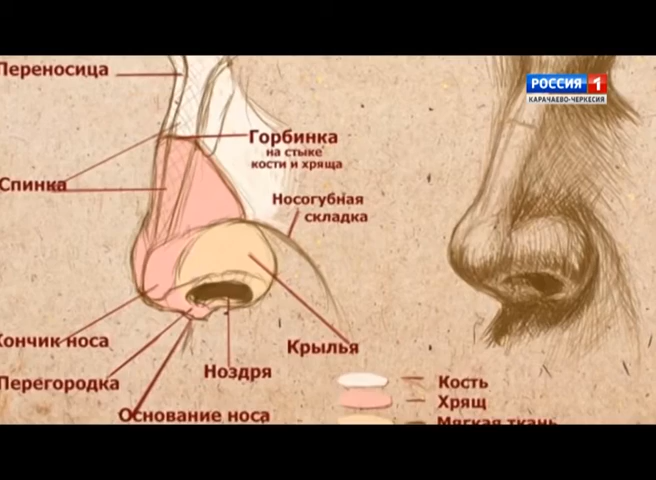 Переносица
РОССИЯ 1
КАРАЧАЕВО-ЧЕРКЕСИЯ
Горбинка
на стыке
кости и хряща
Спинка
Носогубная
складка
Кончик носа
Крылья
Перегородка
Ноздря
Кость
Хрящ
Основание носа
Мягкая ткань